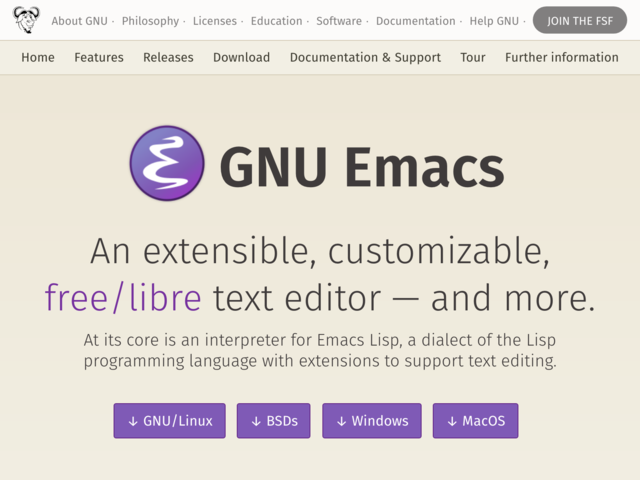 About GNU · Philosophy · Licenses · Education · Software · Documentation · Help GNU · JOIN THE FSF
Home Features Releases Download Documentation & Support Tour Further information
GNU Emacs
An extensible, customizable,
free/libre text editor — and more.
At its core is an interpreter for Emacs Lisp, a dialect of the Lisp
programming language with extensions to support text editing.
↓ GNU/Linux ↓ BSDs ↓ Windows ↓ MacOS